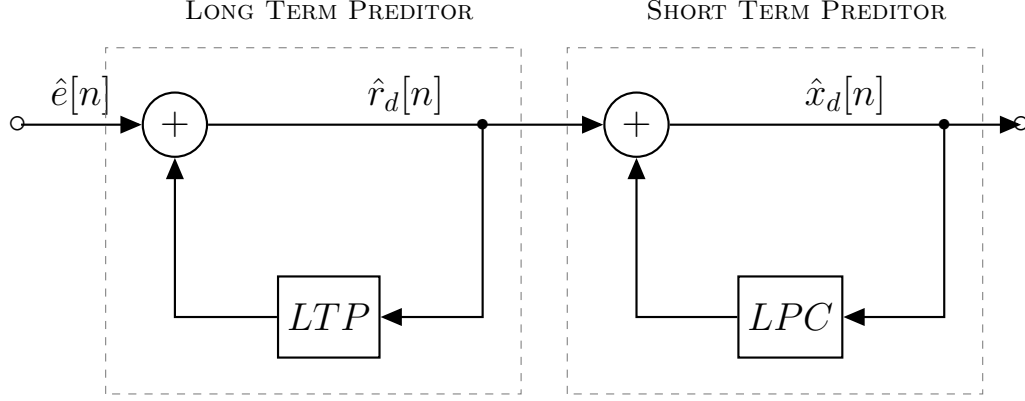 LONG TERM PREDITOR
SHORT TERM PREDITOR
ê[n]
r̂_d[n]
x̂_d[n]
+
+
LTP
LPC